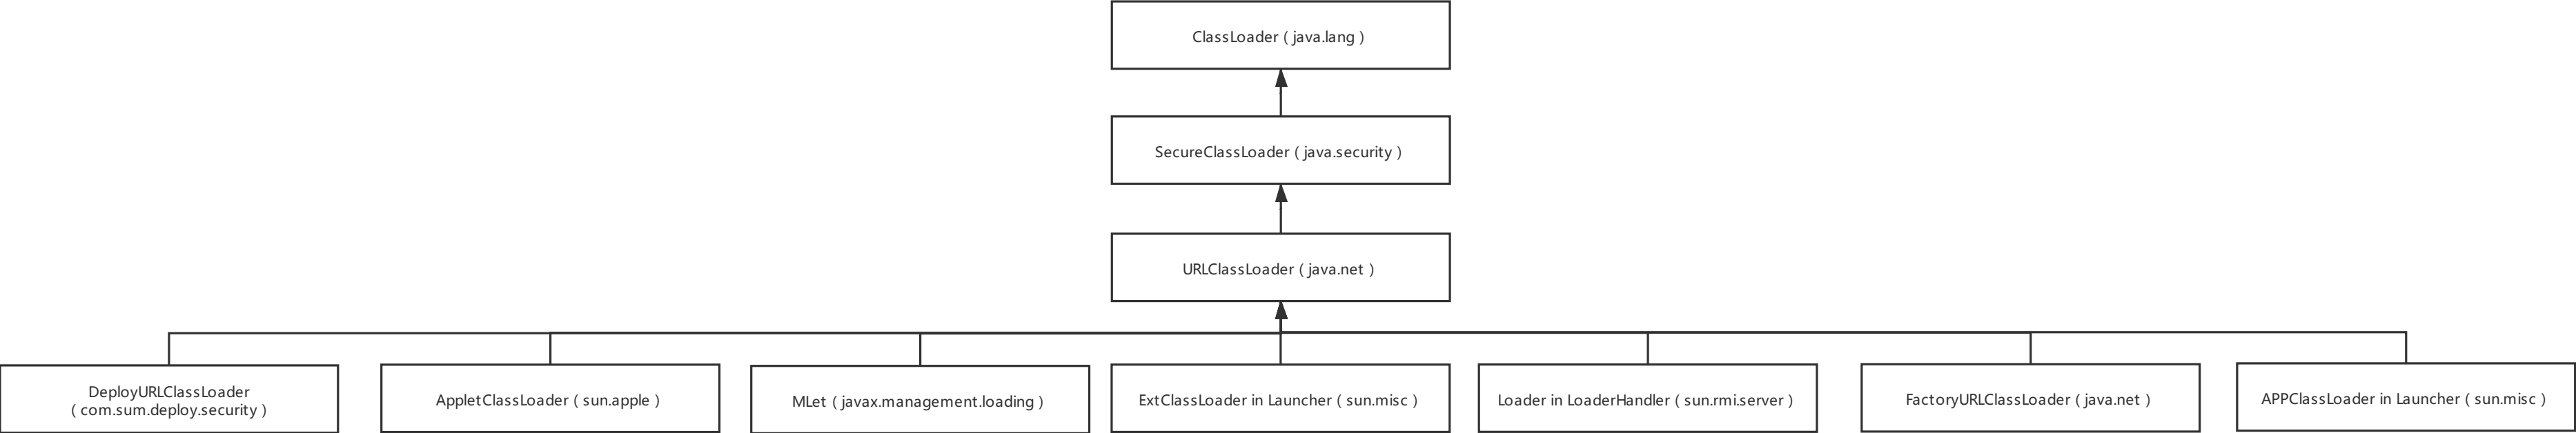 ClassLoader ( java.lang )
SecureClassLoader ( java.security )
URLClassLoader ( java.net )
DeployURLClassLoader
( com.sum.deploy.security )
AppletClassLoader ( sun.apple )
MLet ( javax.management.loading )
ExtClassLoader in Launcher ( sun.misc )
Loader in LoaderHandler ( sun.rmi.server )
FactoryURLClassLoader ( java.net )
APPClassLoader in Launcher ( sun.misc )